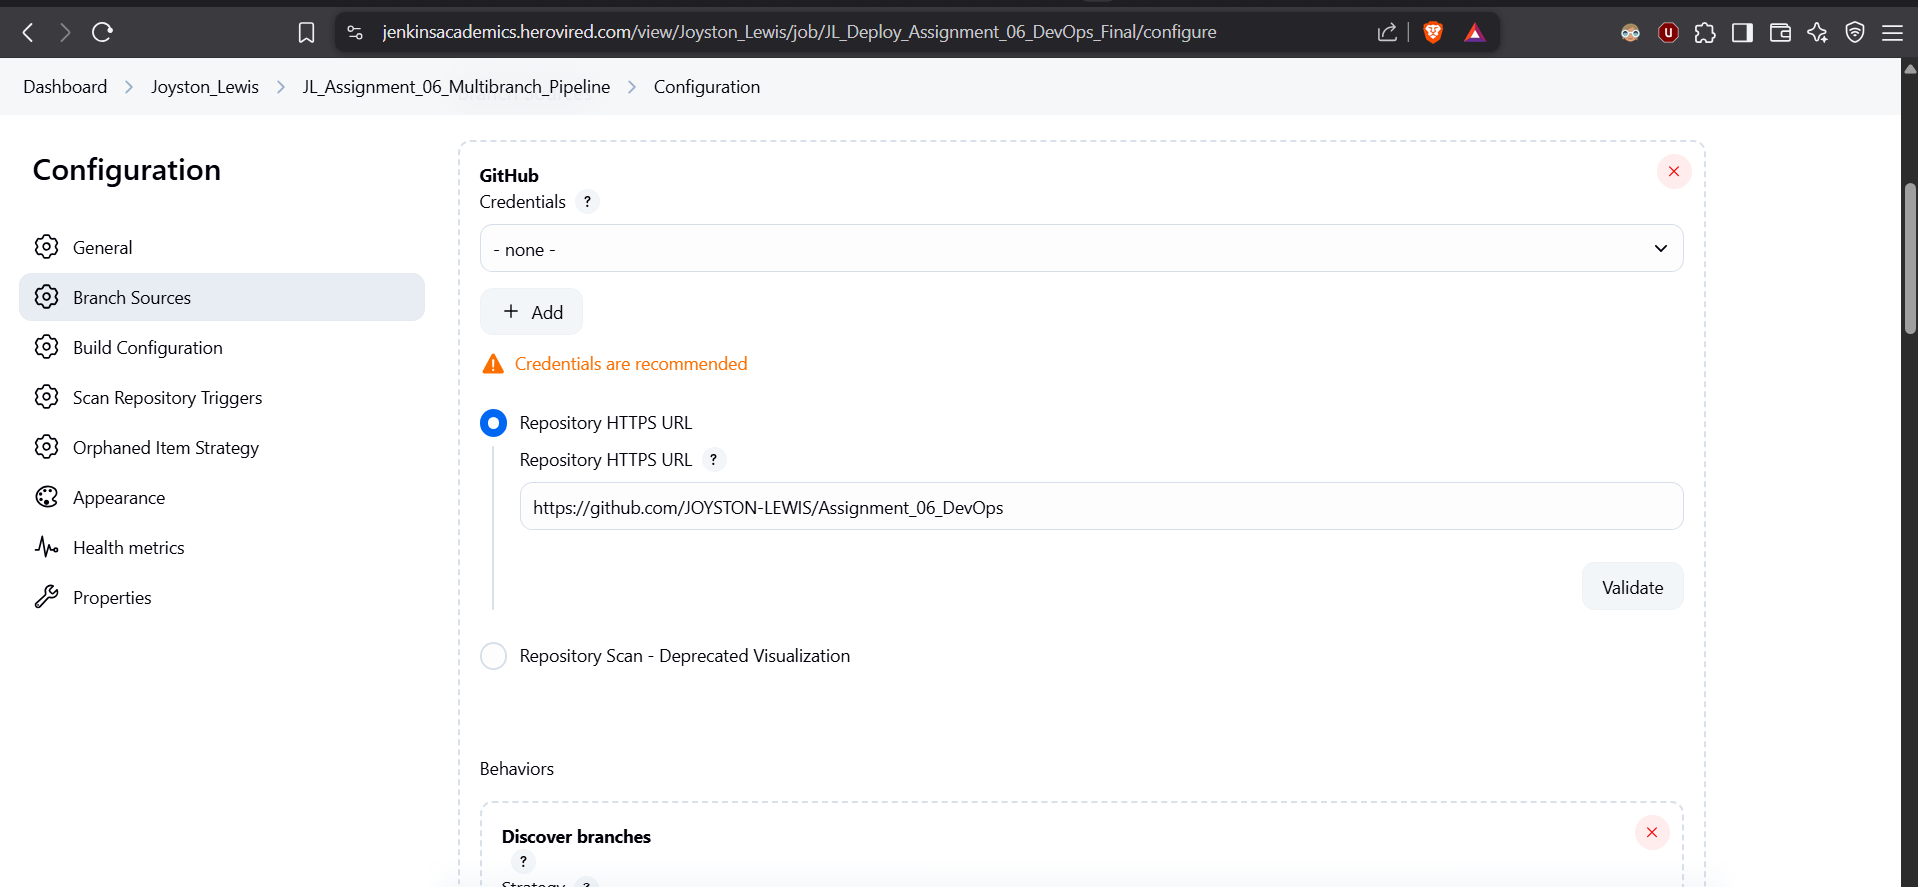 jenkinsacademics.herovired.com/view/Joyston_Lewis/job/JL_Deploy_Assignment_06_DevOps_Final/configure
Dashboard > Joyston_Lewis > JL_Assignment_06_Multibranch_Pipeline > Configuration
Configuration
General
Branch Sources
Build Configuration
Scan Repository Triggers
Orphaned Item Strategy
Appearance
Health metrics
Properties
GitHub
Credentials ?
- none -
+ Add
Credentials are recommended
Repository HTTPS URL
Repository HTTPS URL ?
https://github.com/JOYSTON-LEWIS/Assignment_06_DevOps
Validate
Repository Scan - Deprecated Visualization
Behaviors
Discover branches
?
Strategy ?